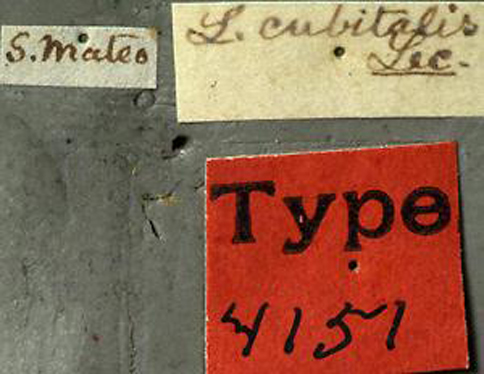 S. Mateo
L. cubitalis
Lec.
Type
4151